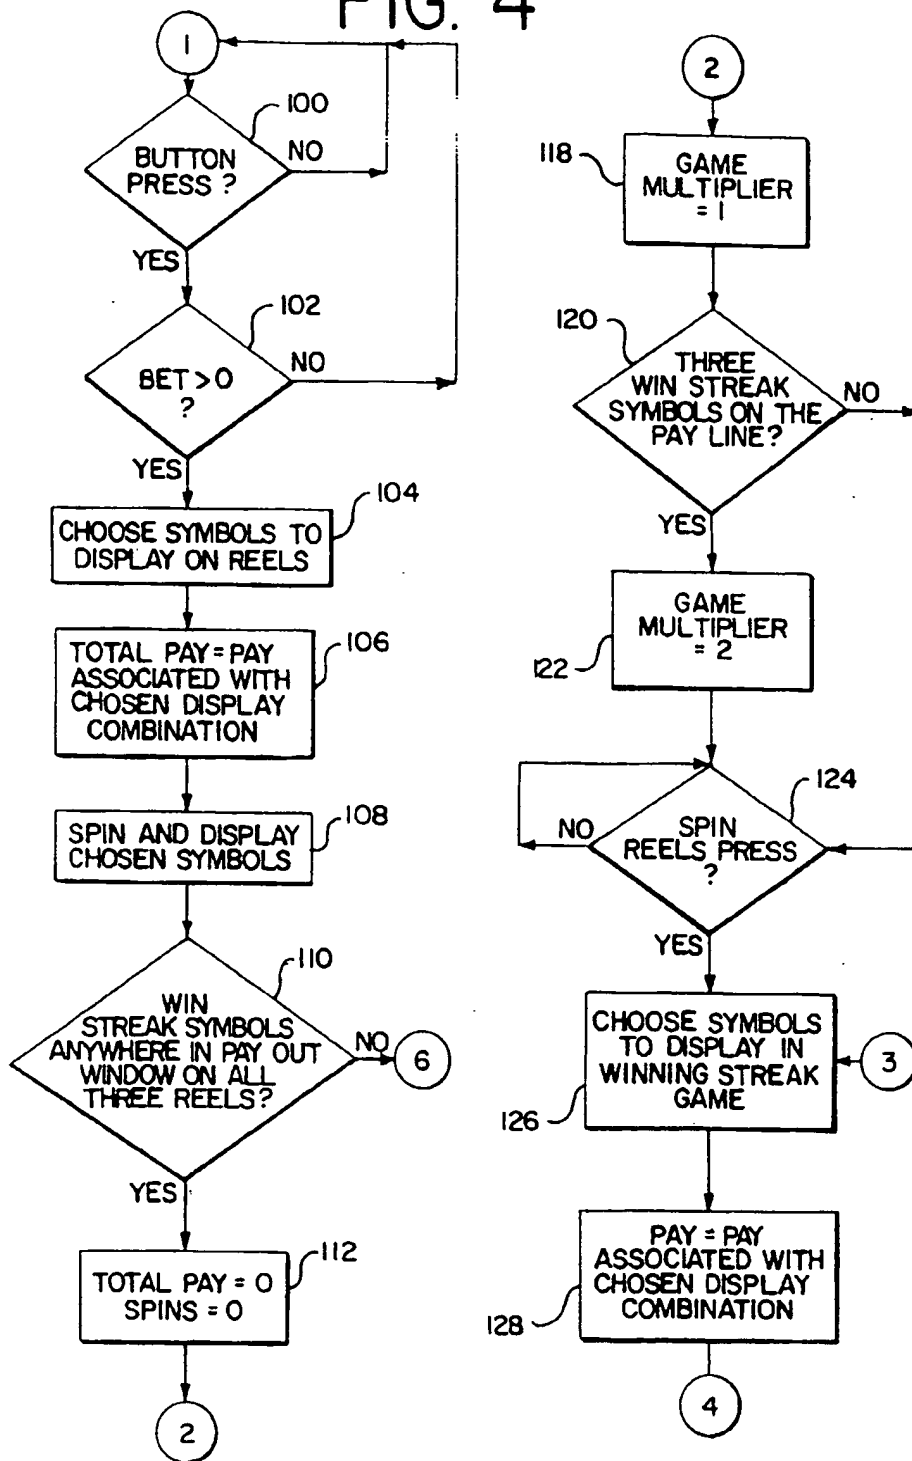 FIG. 4
1
100
BUTTON
PRESS ?
NO
YES
102
BET > 0
?
NO
YES
104
CHOOSE SYMBOLS TO
DISPLAY ON REELS
106
TOTAL PAY = PAY
ASSOCIATED WITH
CHOSEN DISPLAY
COMBINATION
108
SPIN AND DISPLAY
CHOSEN SYMBOLS
110
WIN
STREAK SYMBOLS
ANYWHERE IN PAY OUT
WINDOW ON ALL
THREE REELS?
NO
6
YES
112
TOTAL PAY = 0
SPINS = 0
2
2
118
GAME
MULTIPLIER
= 1
120
THREE
WIN STREAK
SYMBOLS ON THE
PAY LINE?
NO
YES
GAME
MULTIPLIER
= 2
122
124
SPIN
REELS PRESS
?
NO
YES
CHOOSE SYMBOLS
TO DISPLAY IN
WINNING STREAK
GAME
3
126
PAY = PAY
ASSOCIATED WITH
CHOSEN DISPLAY
COMBINATION
128
4